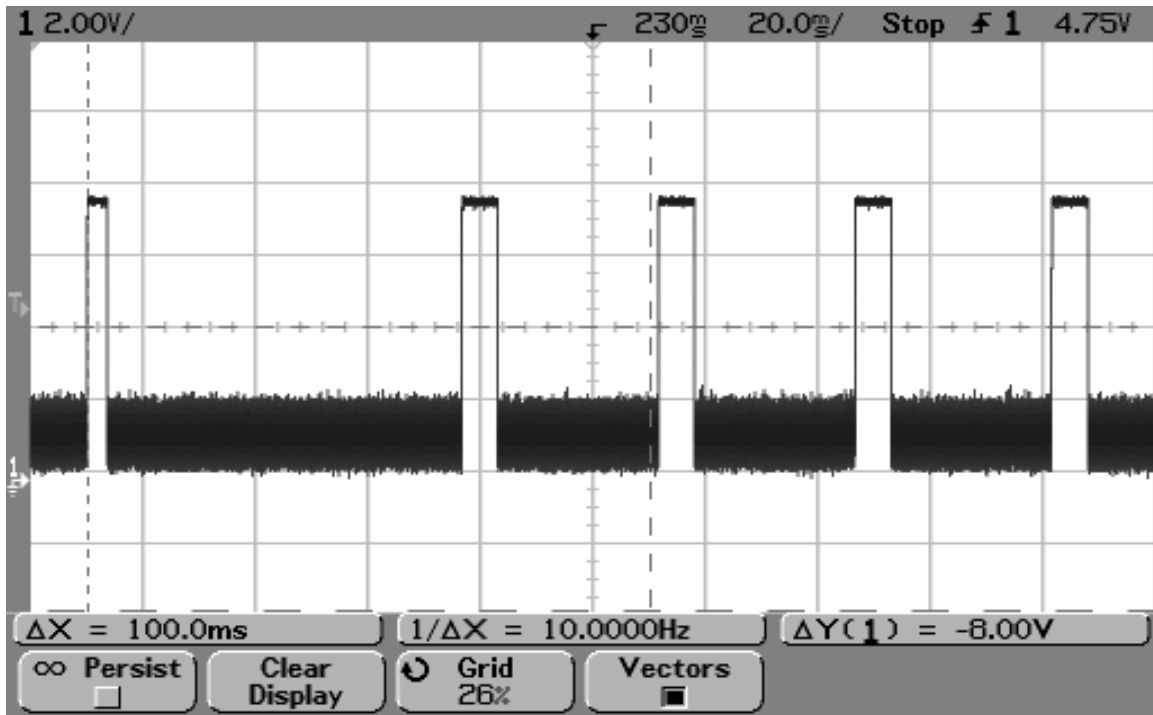 1 2.00V/ 230ms 20.0ms/ Stop 1 4.75V
T
1
ΔX = 100.0ms 1/ΔX = 10.0000Hz ΔY(1) = -8.00V
∞ Persist Clear Display Grid 26% Vectors